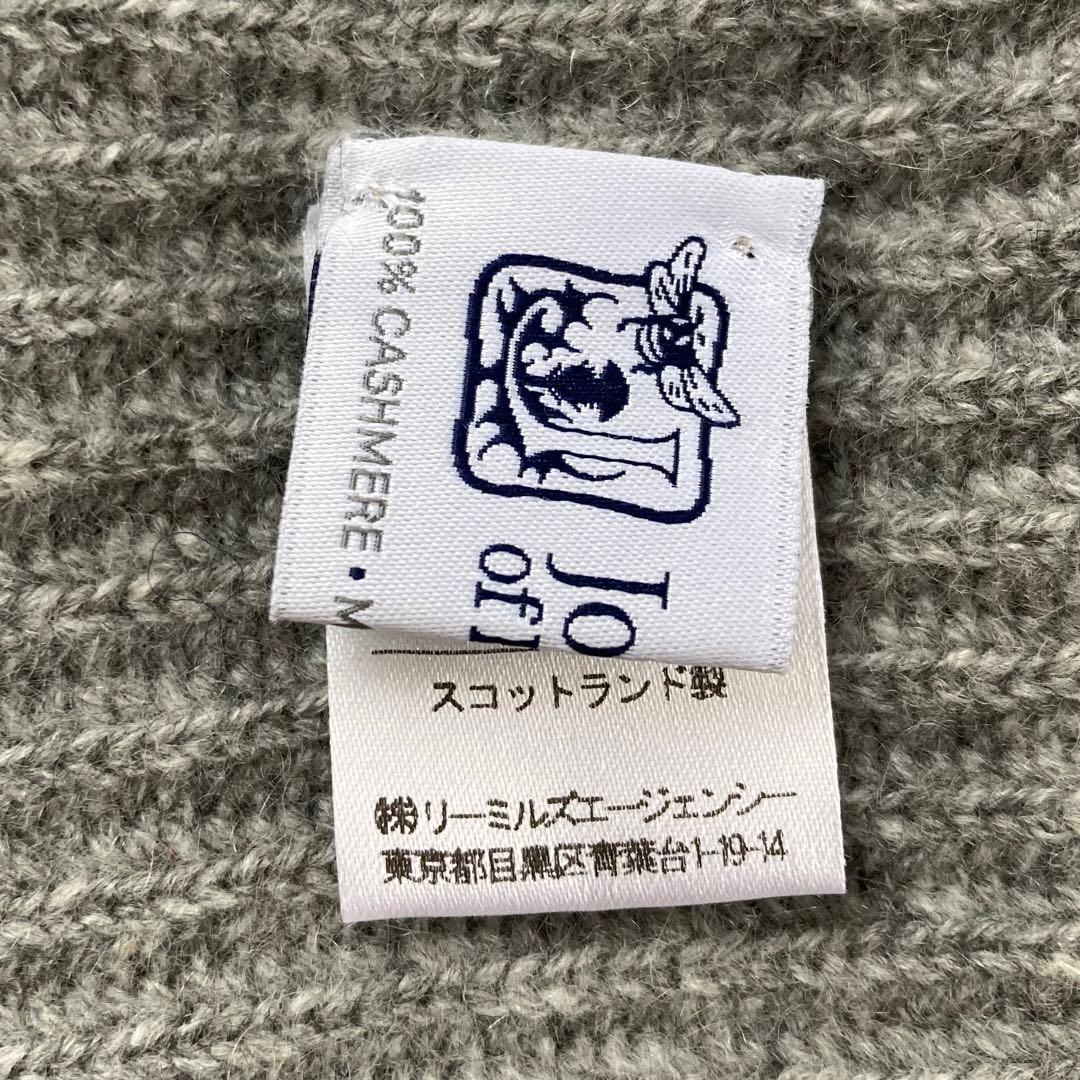 100% CASHMERE • M
Jo
of
スコットランド製
㊑リーミルズエージェンシー
東京都目黒区青葉台1-19-14